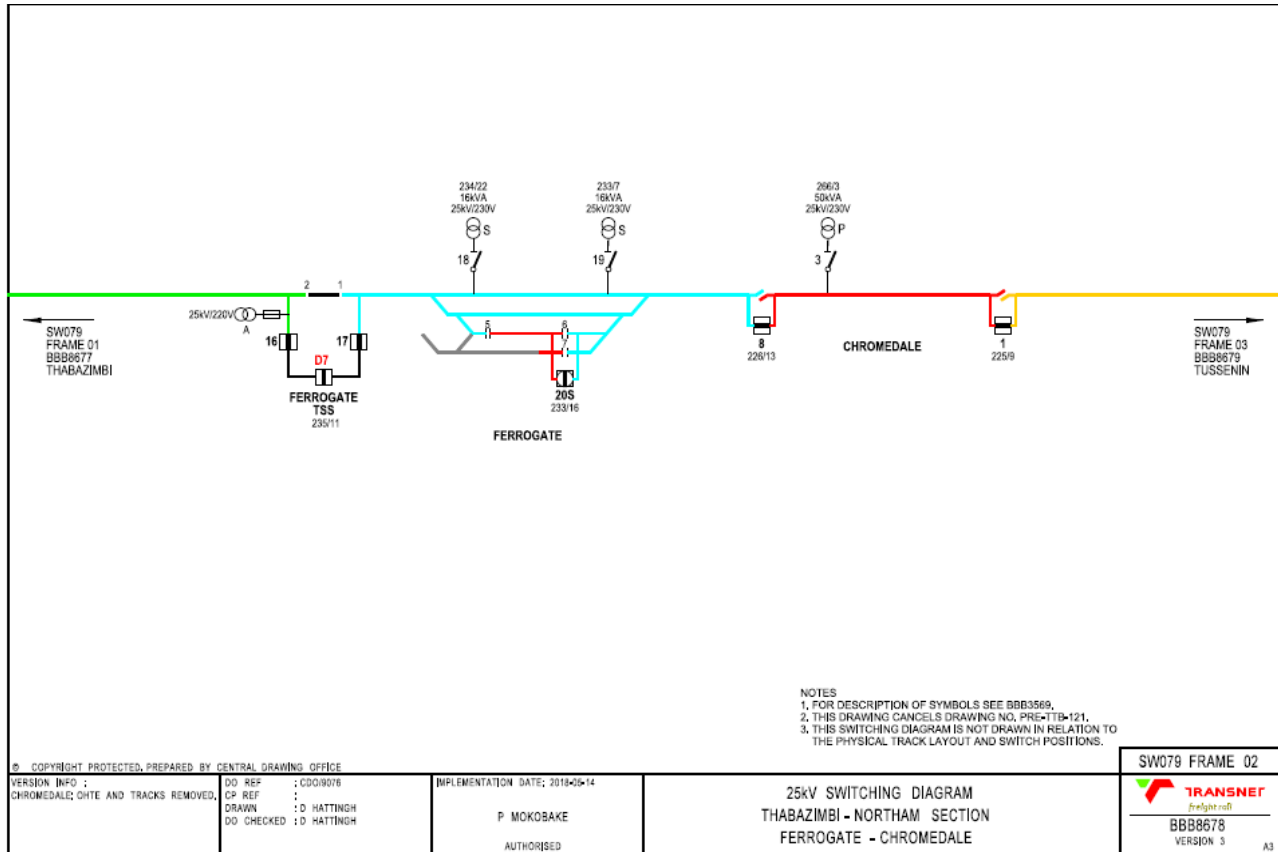 234/22
16kVA
25kV/230V
S
18
233/7
16kVA
25kV/230V
S
19
266/3
50kVA
25kV/230V
P
3
2
1
25kV/220V
A
16
17
D7
FERROGATE
TSS
235/11
SW079
FRAME 01
BBB8677
THABAZIMBI
5
6
7
20S
233/16
FERROGATE
8
226/13
CHROMEDALE
1
225/9
SW079
FRAME 03
BBB8679
TUSSENIN
NOTES
1. FOR DESCRIPTION OF SYMBOLS SEE BBB3569.
2. THIS DRAWING CANCELS DRAWING NO. PRE-TTB-121.
3. THIS SWITCHING DIAGRAM IS NOT DRAWN IN RELATION TO
THE PHYSICAL TRACK LAYOUT AND SWITCH POSITIONS.
© COPYRIGHT PROTECTED. PREPARED BY CENTRAL DRAWING OFFICE
VERSION INFO :
CHROMEDALE; OHTE AND TRACKS REMOVED.
DO REF : CDO/9076
CP REF :
DRAWN : D HATTINGH
DO CHECKED : D HATTINGH
IMPLEMENTATION DATE: 2018-05-14
P MOKOBAKE
AUTHORISED
25kV SWITCHING DIAGRAM
THABAZIMBI - NORTHAM SECTION
FERROGATE - CHROMEDALE
SW079 FRAME 02
TRANSNET
freight rail
BBB8678
VERSION 3
A3